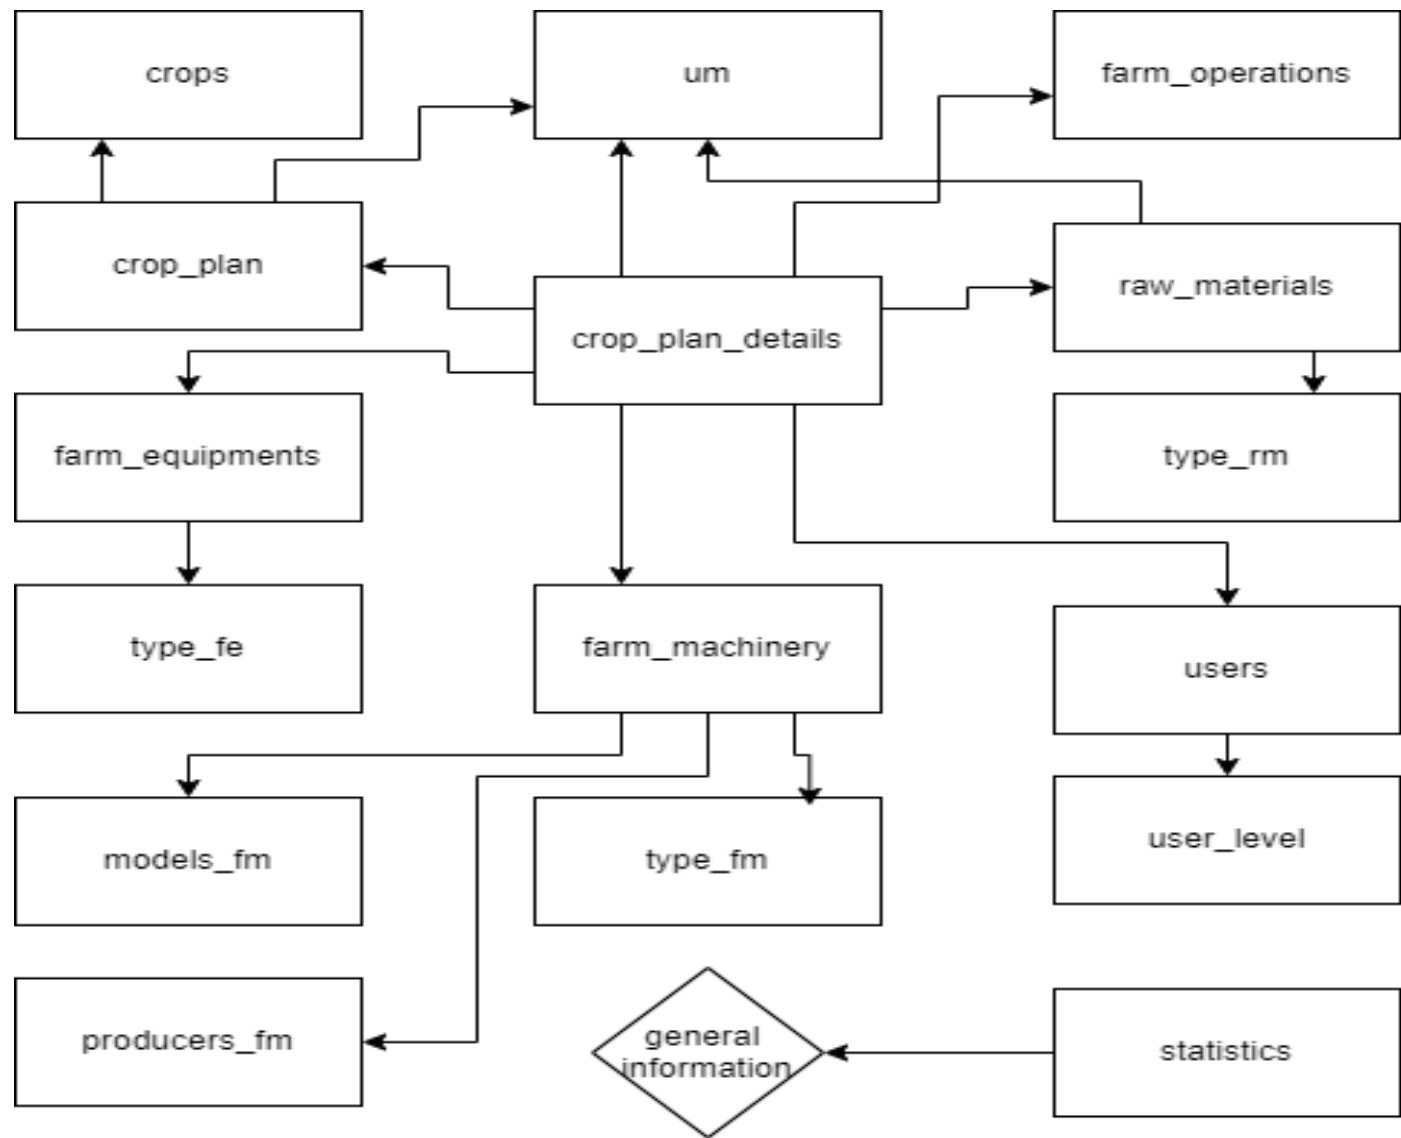 crops
um
farm_operations
crop_plan
raw_materials
crop_plan_details
farm_equipments
type_rm
type_fe
farm_machinery
users
models_fm
type_fm
user_level
producers_fm
general
information
statistics